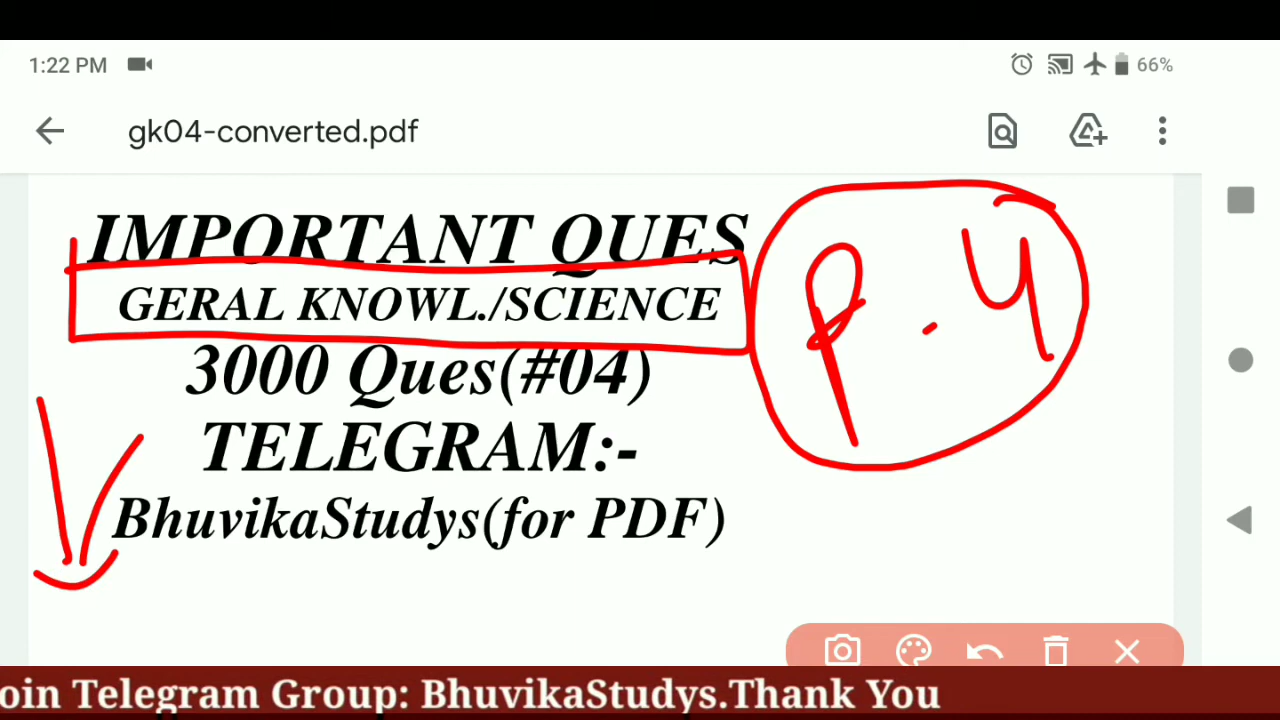 1:22 PM 66%
gk04-converted.pdf
IMPORTANT QUES
GERAL KNOWL./SCIENCE
3000 Ques(#04)
TELEGRAM:-
BhuvikaStudys(for PDF)
P. 4
oin Telegram Group: BhuvikaStudys.Thank You